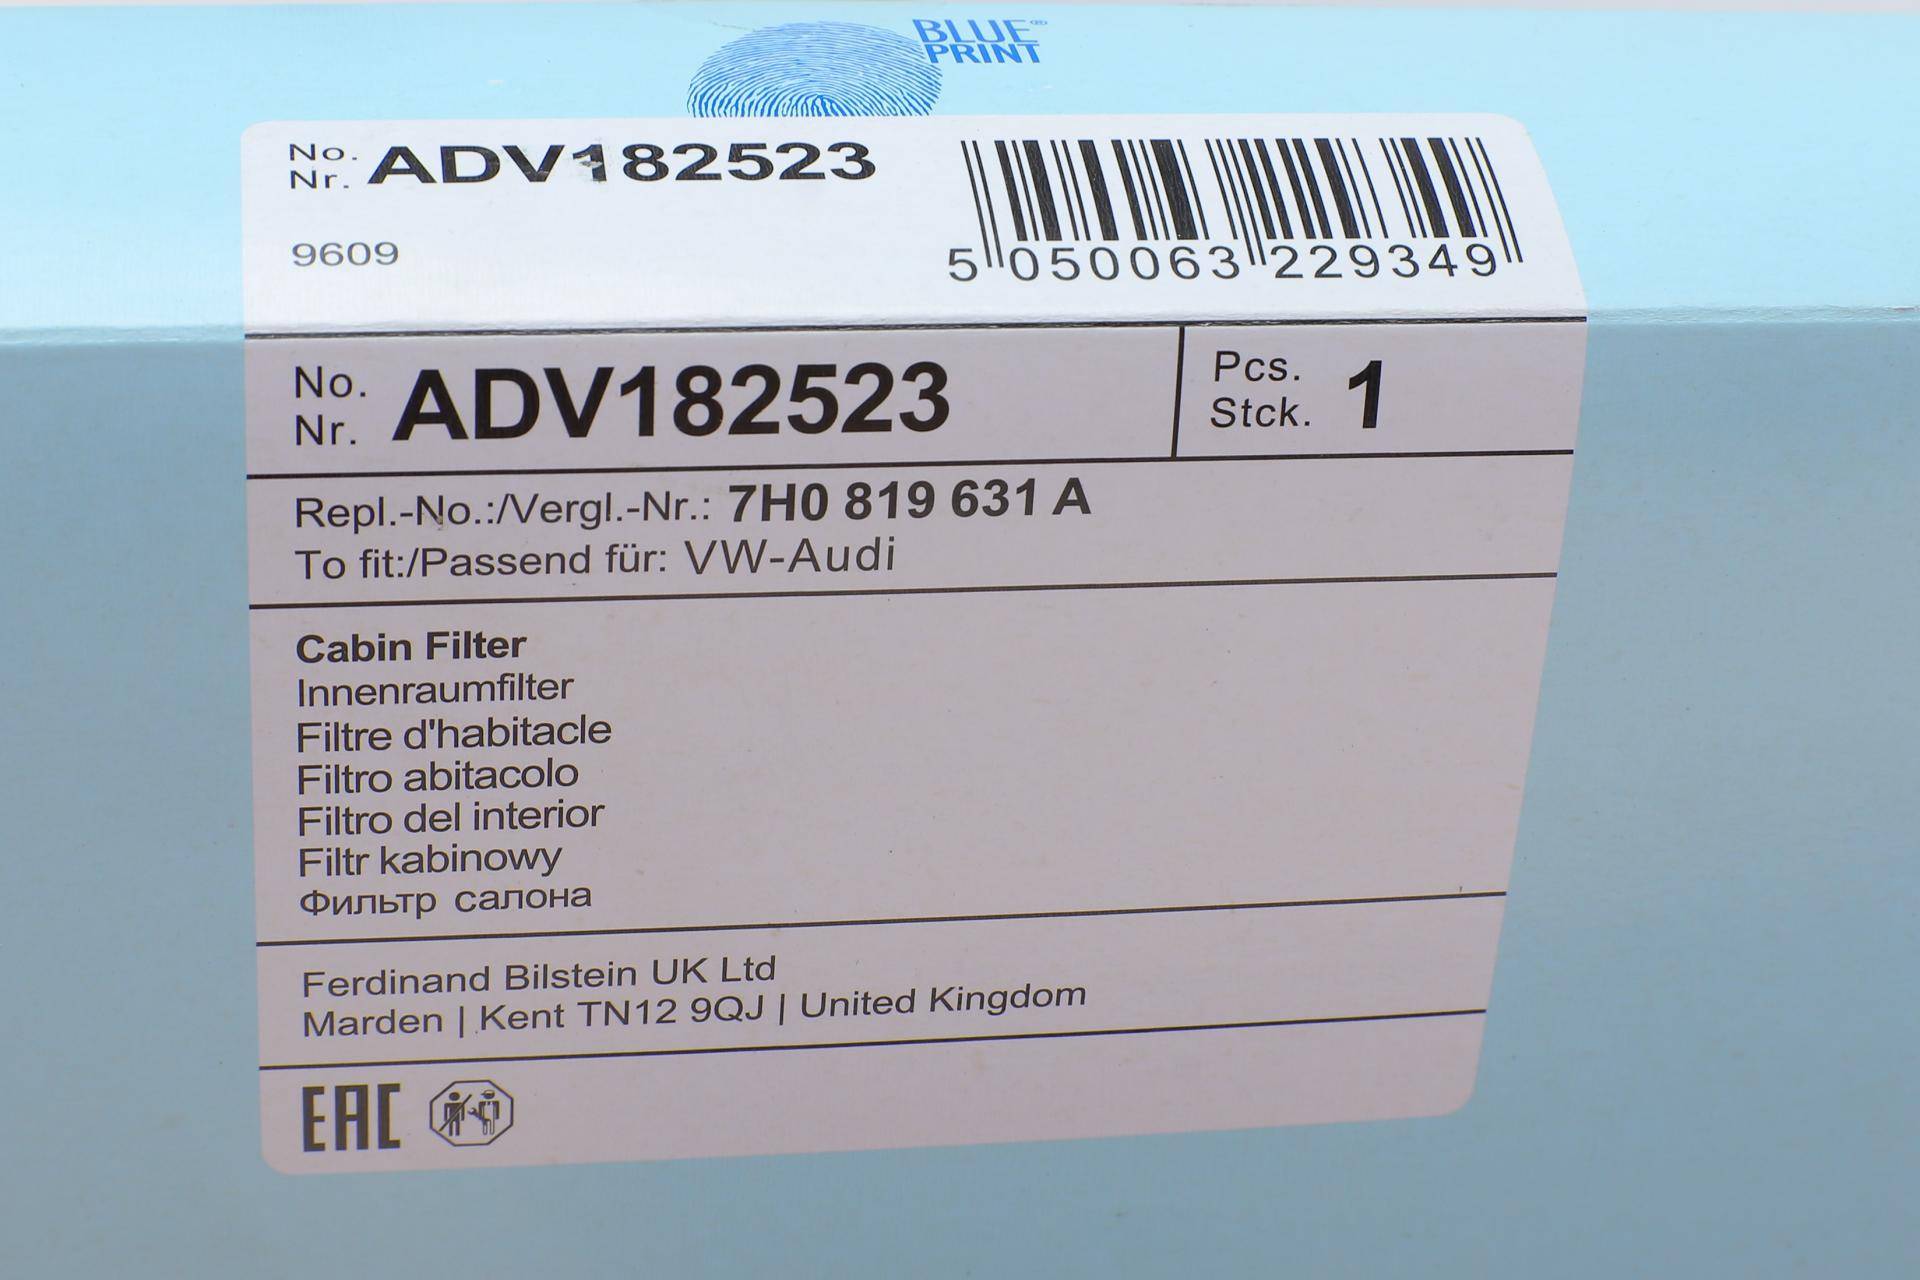 BLUE®
PRINT
No.
Nr. ADV182523
9609
5 050063 229349
No.
Nr. ADV182523
Pcs.
Stck. 1
Repl.-No.:/Vergl.-Nr.: 7H0 819 631 A
To fit:/Passend für: VW-Audi
Cabin Filter
Innenraumfilter
Filtre d'habitacle
Filtro abitacolo
Filtro del interior
Filtr kabinowy
Фильтр салона
Ferdinand Bilstein UK Ltd
Marden | Kent TN12 9QJ | United Kingdom
EAC